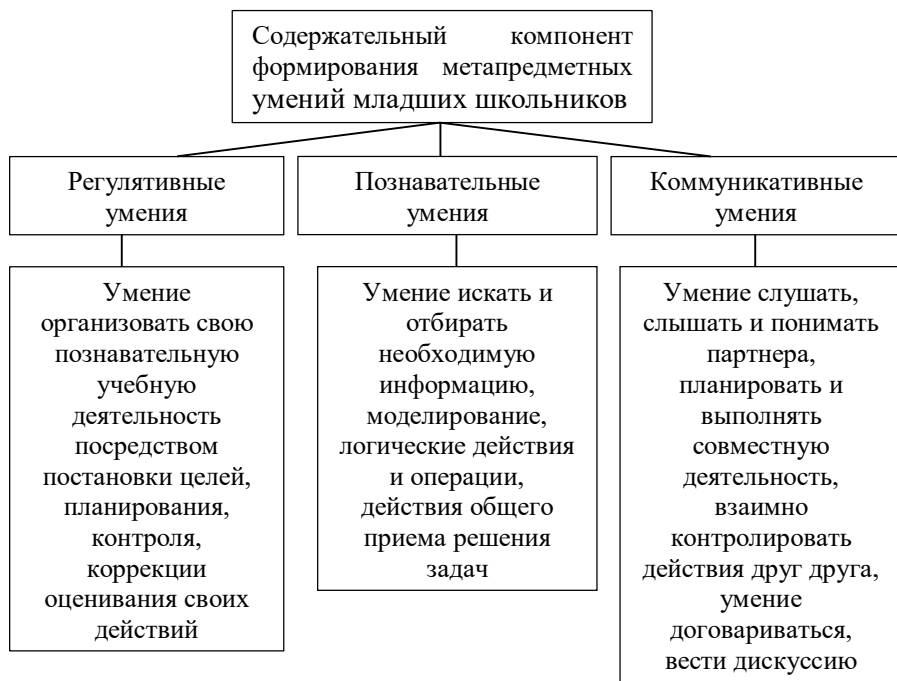 Содержательный компонент
формирования метапредметных
умений младших школьников
Регулятивные
умения
Познавательные
умения
Коммуникативные
умения
Умение
организовать свою
познавательную
учебную
деятельность
посредством
постановки целей,
планирования,
контроля,
коррекции
оценивания своих
действий
Умение искать и
отбирать
необходимую
информацию,
моделирование,
логические действия
и операции,
действия общего
приема решения
задач
Умение слушать,
слышать и понимать
партнера,
планировать и
выполнять
совместную
деятельность,
взаимно
контролировать
действия друг друга,
умение
договариваться,
вести дискуссию